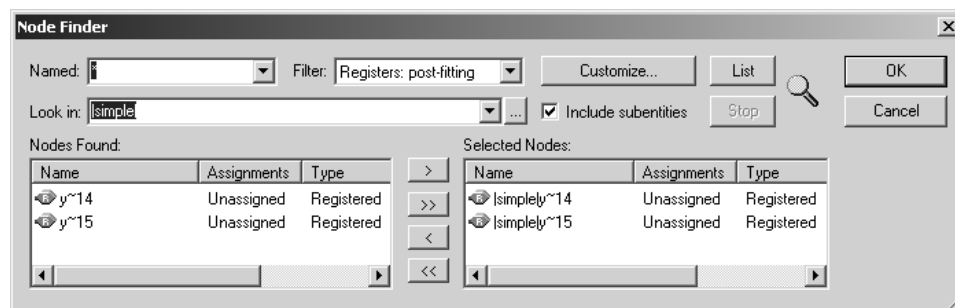 Node Finder
Named: * Filter: Registers: post-fitting Customize... List OK
Look in: |simple| ... Include subentities Stop Cancel
Nodes Found: Selected Nodes:
Name Assignments Type > Name Assignments Type
y~14 Unassigned Registered >> |simple|y~14 Unassigned Registered
y~15 Unassigned Registered < |simple|y~15 Unassigned Registered
<<